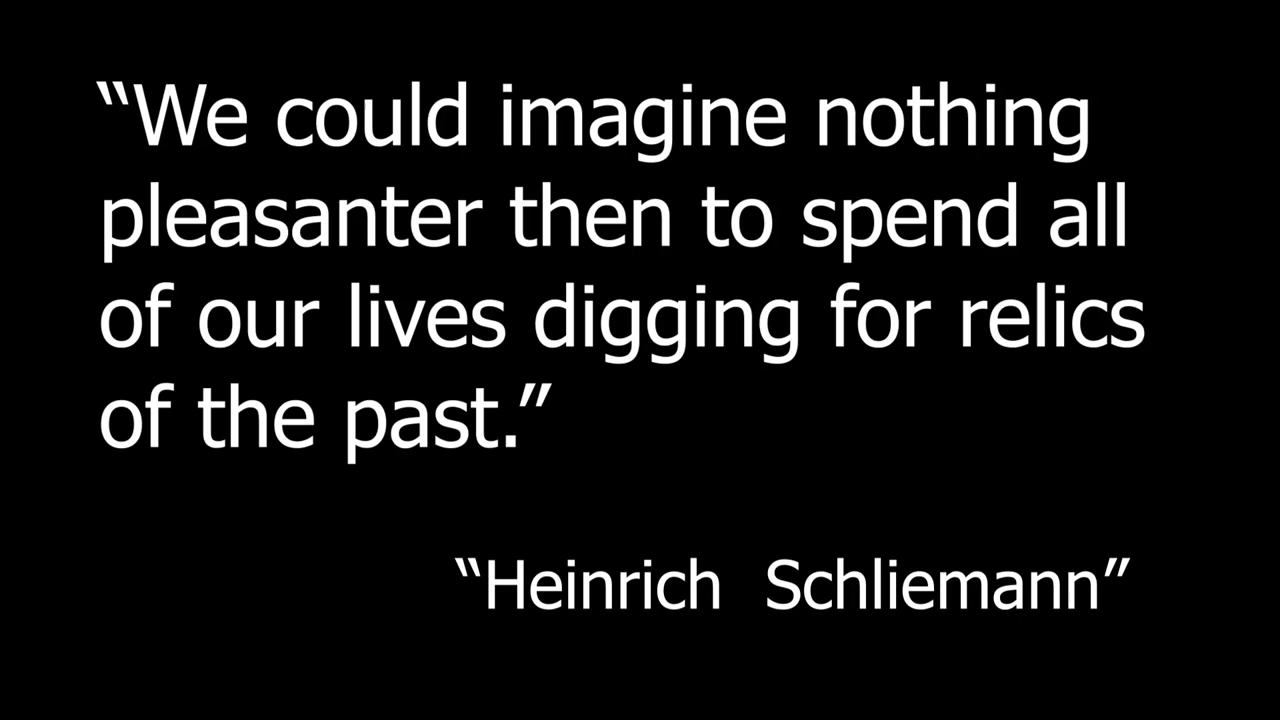 “We could imagine nothing
pleasanter then to spend all
of our lives digging for relics
of the past.”
“Heinrich  Schliemann”